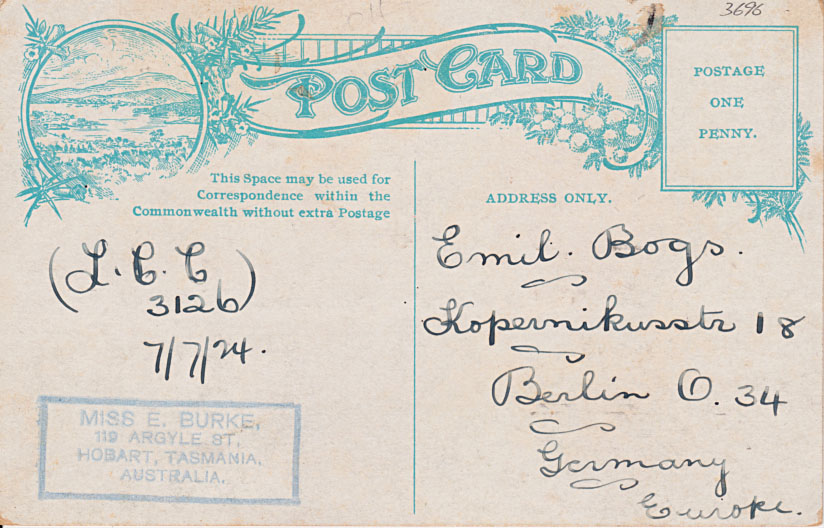 3696
POST CARD
POSTAGE
ONE
PENNY.
This Space may be used for
Correspondence within the
Commonwealth without extra Postage
ADDRESS ONLY.
(L.C.C
3126)
7/7/24.
MISS E. BURKE,
119 ARGYLE ST,
HOBART, TASMANIA,
AUSTRALIA.
Emil. Bogs.
Kopernikusstr 18
Berlin O. 34
Germany
Europe.